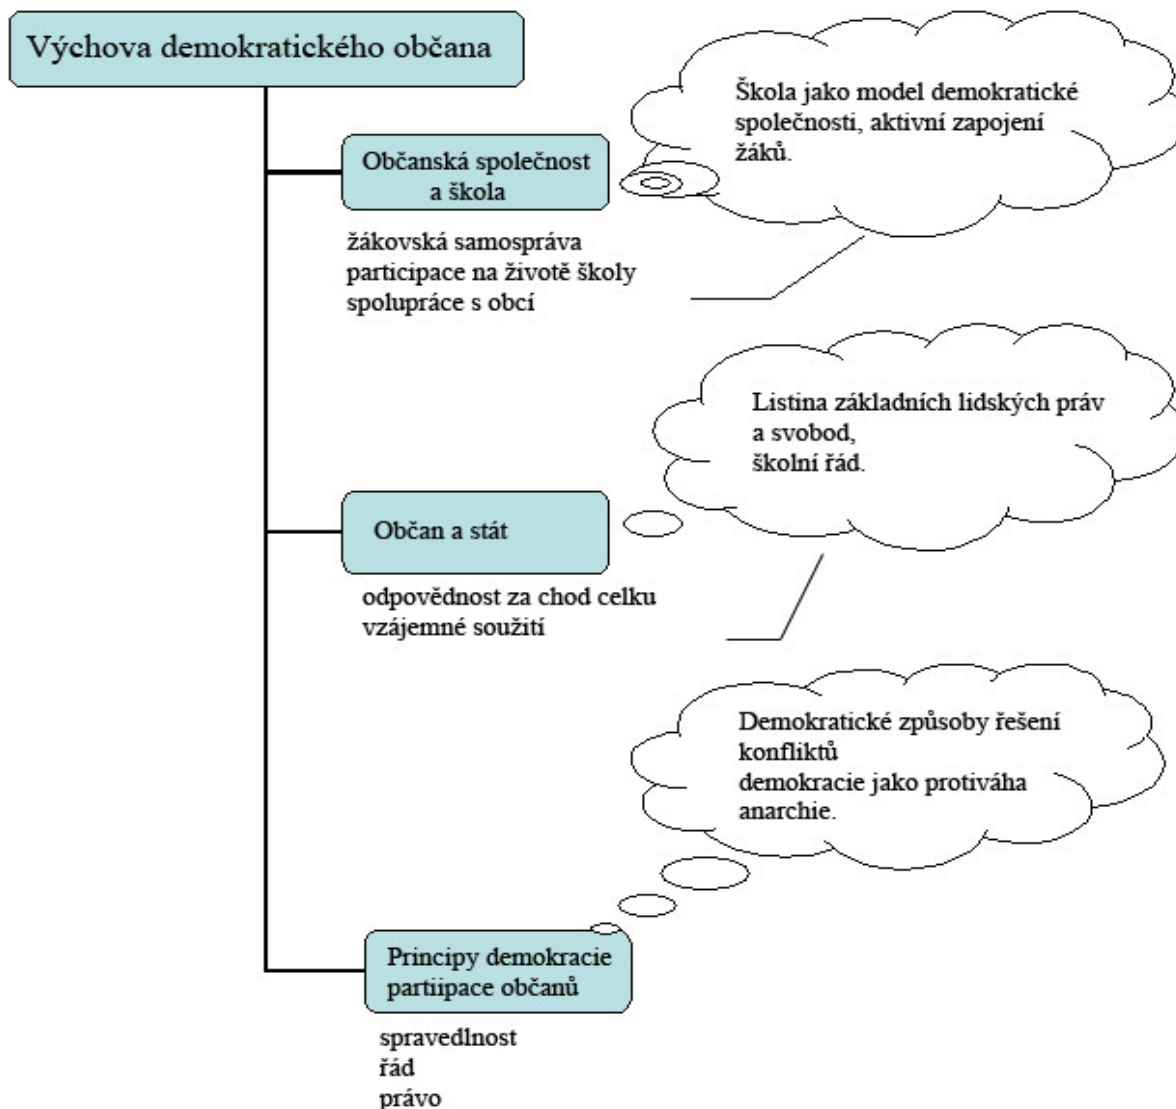 Výchova demokratického občana
Škola jako model demokratické
společnosti, aktivní zapojení
žáků.
Občanská společnost
a škola
žákovská samospráva
participace na životě školy
spolupráce s obcí
Listina základních lidských práv
a svobod,
školní řád.
Občan a stát
odpovědnost za chod celku
vzájemné soužití
Demokratické způsoby řešení
konfliktů
demokracie jako protiváha
anarchie.
Principy demokracie
partiipace občanů
spravedlnost
řád
právo